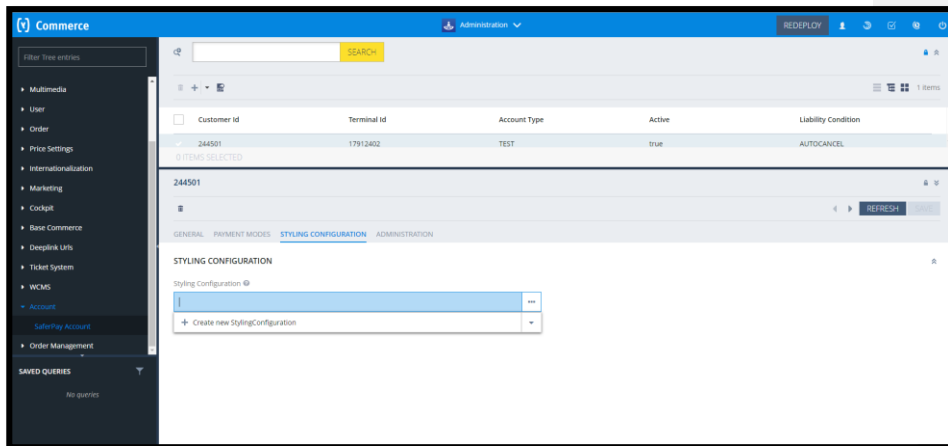 (Y) Commerce
Administration
REDEPLOY
Filter Tree entries
Multimedia
User
Order
Price Settings
Internationalization
Marketing
Cockpit
Base Commerce
Deeplink Urls
Ticket System
WCMS
Account
SaferPay Account
Order Management
SAVED QUERIES
No queries
SEARCH
1 items
Customer Id Terminal Id Account Type Active Liability Condition
244501 17912402 TEST true AUTOCANCEL
0 ITEMS SELECTED
244501
REFRESH SAVE
GENERAL PAYMENT MODES STYLING CONFIGURATION ADMINISTRATION
STYLING CONFIGURATION
Styling Configuration
Create new StylingConfiguration